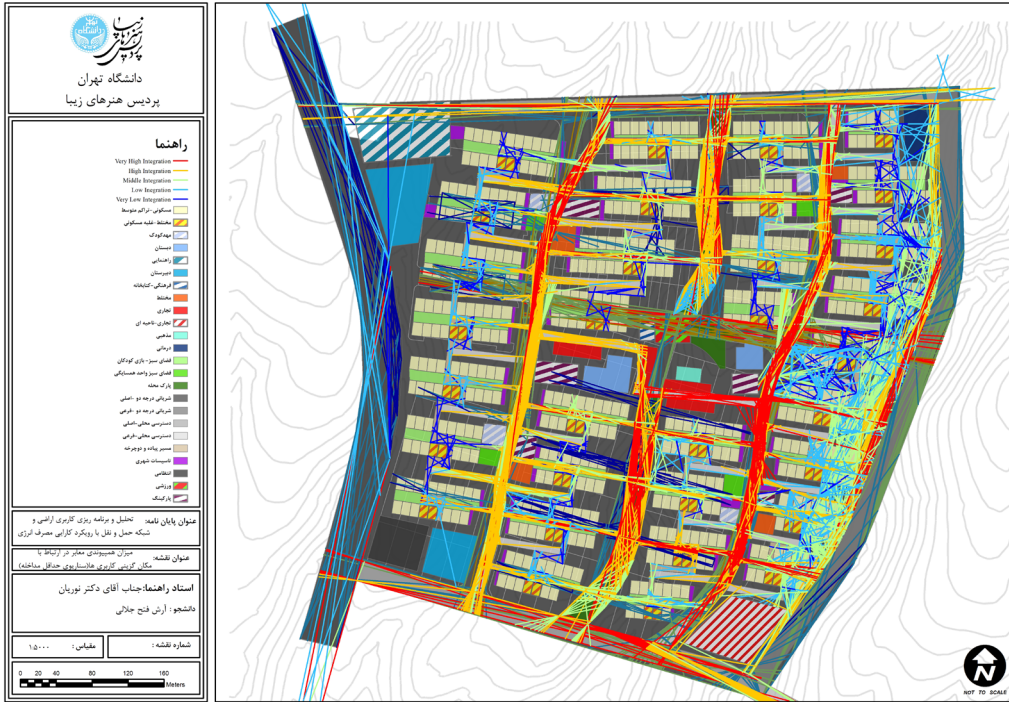 دانشگاه تهران
پردیس هنرهای زیبا
راهنما
Very High Integration
High Integration
Middle Integration
Low Inegration
Very Low Integration
مسکونی-تراکم متوسط
مختلط-غلبه مسکونی
مهدکودک
دبستان
راهنمایی
دبیرستان
فرهنگی-کتابخانه
مختلط
تجاری
تجاری-ناحیه ای
مذهبی
درمانی
فضای سبز-بازی کودکان
فضای سبز واحد همسایگی
پارک محله
شریانی درجه دو -اصلی
شریانی درجه دو -فرعی
دسترسی محلی-اصلی
دسترسی محلی-فرعی
مسیر پیاده و دوچرخه
تاسیسات شهری
انتظامی
ورزشی
پارکینگ
عنوان پایان نامه: تحلیل و برنامه ریزی کاربری اراضی و
شبکه حمل و نقل با رویکرد کارایی مصرف انرژی
عنوان نقشه: میزان همپیوندی معابر در ارتباط با
مکان گزینی کاربری ها(سناریوی حداقل مداخله)
استاد راهنما:جناب آقای دکتر نوریان
دانشجو : آرش فتح جلالی
شماره نقشه :
مقیاس : ۱:۵۰۰۰
0 20 40 80 120 160
Meters
N
NOT TO SCALE